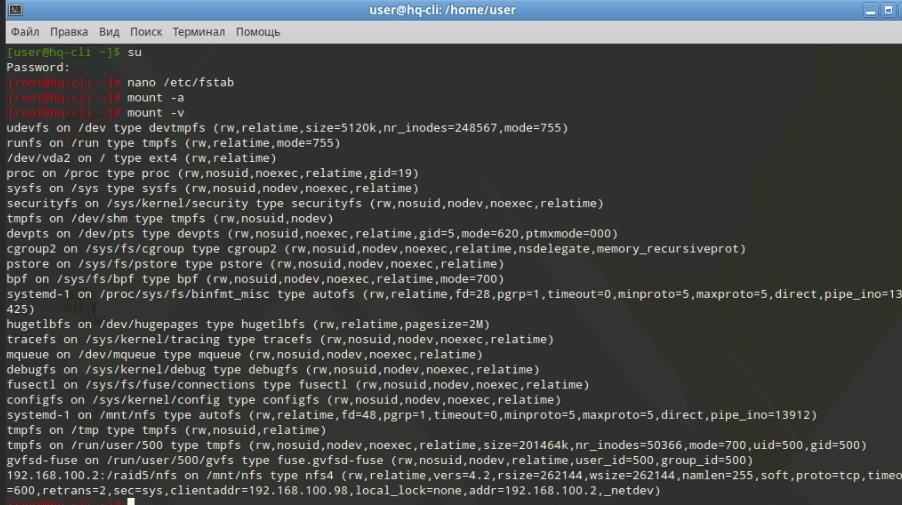 user@hq-cli: /home/user
Файл Правка Вид Поиск Терминал Помощь
[user@hq-cli ~]$ su
Password:
[root@hq-cli ~]# nano /etc/fstab
[root@hq-cli ~]# mount -a
[root@hq-cli ~]# mount -v
udevfs on /dev type devtmpfs (rw,relatime,size=5120k,nr_inodes=248567,mode=755)
runfs on /run type tmpfs (rw,relatime,mode=755)
/dev/vda2 on / type ext4 (rw,relatime)
proc on /proc type proc (rw,nosuid,noexec,relatime,gid=19)
sysfs on /sys type sysfs (rw,nosuid,nodev,noexec,relatime)
securityfs on /sys/kernel/security type securityfs (rw,nosuid,nodev,noexec,relatime)
tmpfs on /dev/shm type tmpfs (rw,nosuid,nodev)
devpts on /dev/pts type devpts (rw,nosuid,noexec,relatime,gid=5,mode=620,ptmxmode=000)
cgroup2 on /sys/fs/cgroup type cgroup2 (rw,nosuid,nodev,noexec,relatime,nsdelegate,memory_recursiveprot)
pstore on /sys/fs/pstore type pstore (rw,nosuid,nodev,noexec,relatime)
bpf on /sys/fs/bpf type bpf (rw,nosuid,nodev,noexec,relatime,mode=700)
systemd-1 on /proc/sys/fs/binfmt_misc type autofs (rw,relatime,fd=28,pgrp=1,timeout=0,minproto=5,maxproto=5,direct,pipe_ino=13
425)
hugetlbfs on /dev/hugepages type hugetlbfs (rw,relatime,pagesize=2M)
tracefs on /sys/kernel/tracing type tracefs (rw,nosuid,nodev,noexec,relatime)
mqueue on /dev/mqueue type mqueue (rw,nosuid,nodev,noexec,relatime)
debugfs on /sys/kernel/debug type debugfs (rw,nosuid,nodev,noexec,relatime)
fusectl on /sys/fs/fuse/connections type fusectl (rw,nosuid,nodev,noexec,relatime)
configfs on /sys/kernel/config type configfs (rw,nosuid,nodev,noexec,relatime)
systemd-1 on /mnt/nfs type autofs (rw,relatime,fd=48,pgrp=1,timeout=0,minproto=5,maxproto=5,direct,pipe_ino=13912)
tmpfs on /tmp type tmpfs (rw,nosuid,relatime)
tmpfs on /run/user/500 type tmpfs (rw,nosuid,nodev,noexec,relatime,size=201464k,nr_inodes=50366,mode=700,uid=500,gid=500)
gvfsd-fuse on /run/user/500/gvfs type fuse.gvfsd-fuse (rw,nosuid,nodev,relatime,user_id=500,group_id=500)
192.168.100.2:/raid5/nfs on /mnt/nfs type nfs4 (rw,relatime,vers=4.2,rsize=262144,wsize=262144,namlen=255,soft,proto=tcp,timeo
=600,retrans=2,sec=sys,clientaddr=192.168.100.98,local_lock=none,addr=192.168.100.2,_netdev)